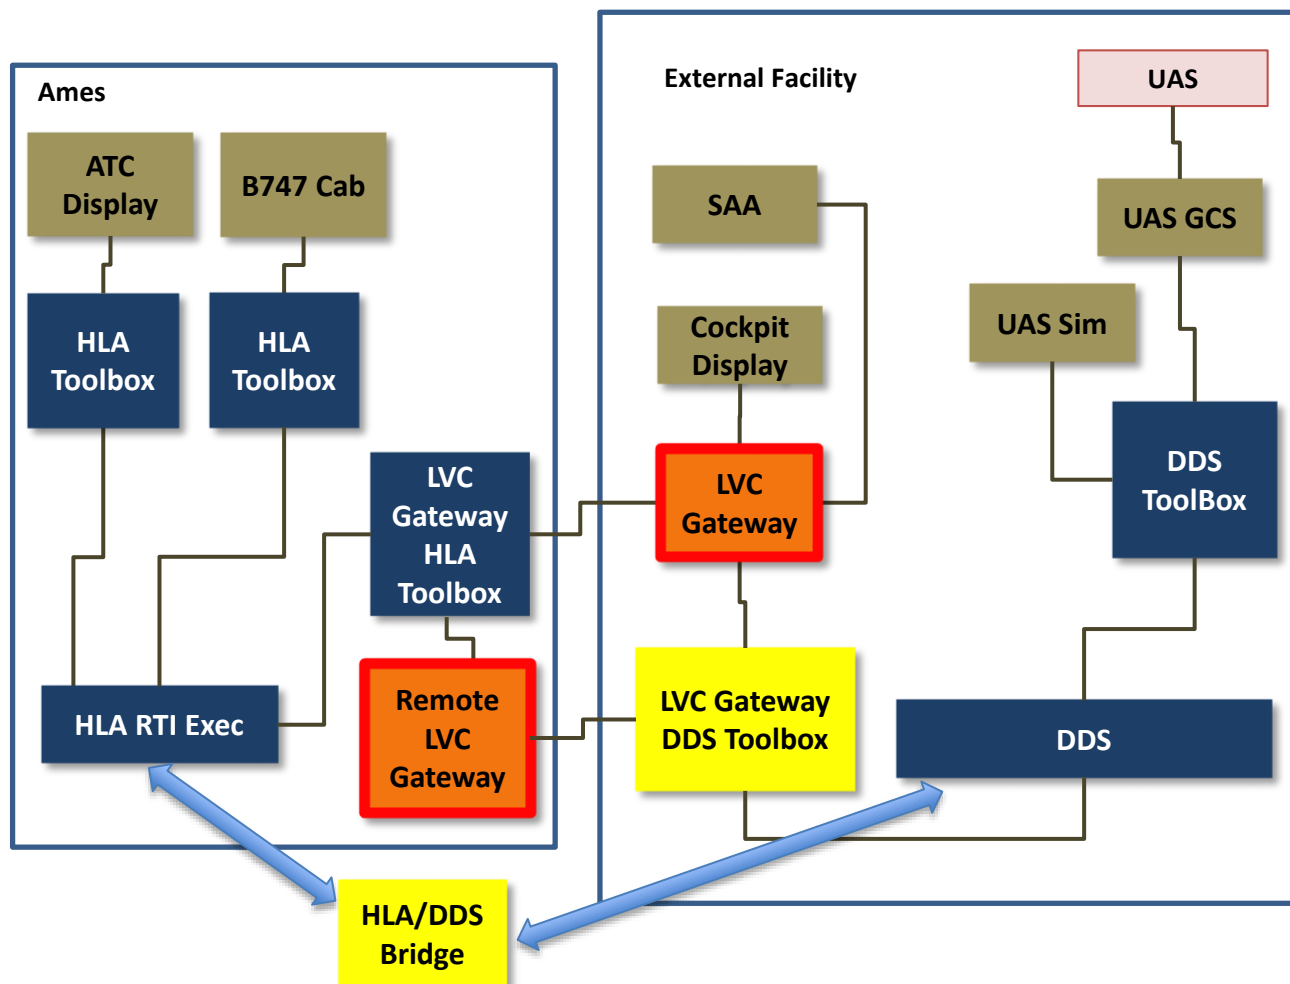 Ames
ATC
Display
B747 Cab
HLA
Toolbox
HLA
Toolbox
LVC
Gateway
HLA
Toolbox
HLA RTI Exec
Remote
LVC
Gateway
HLA/DDS
Bridge
External Facility
UAS
SAA
UAS GCS
Cockpit
Display
UAS Sim
LVC
Gateway
DDS
ToolBox
LVC Gateway
DDS Toolbox
DDS